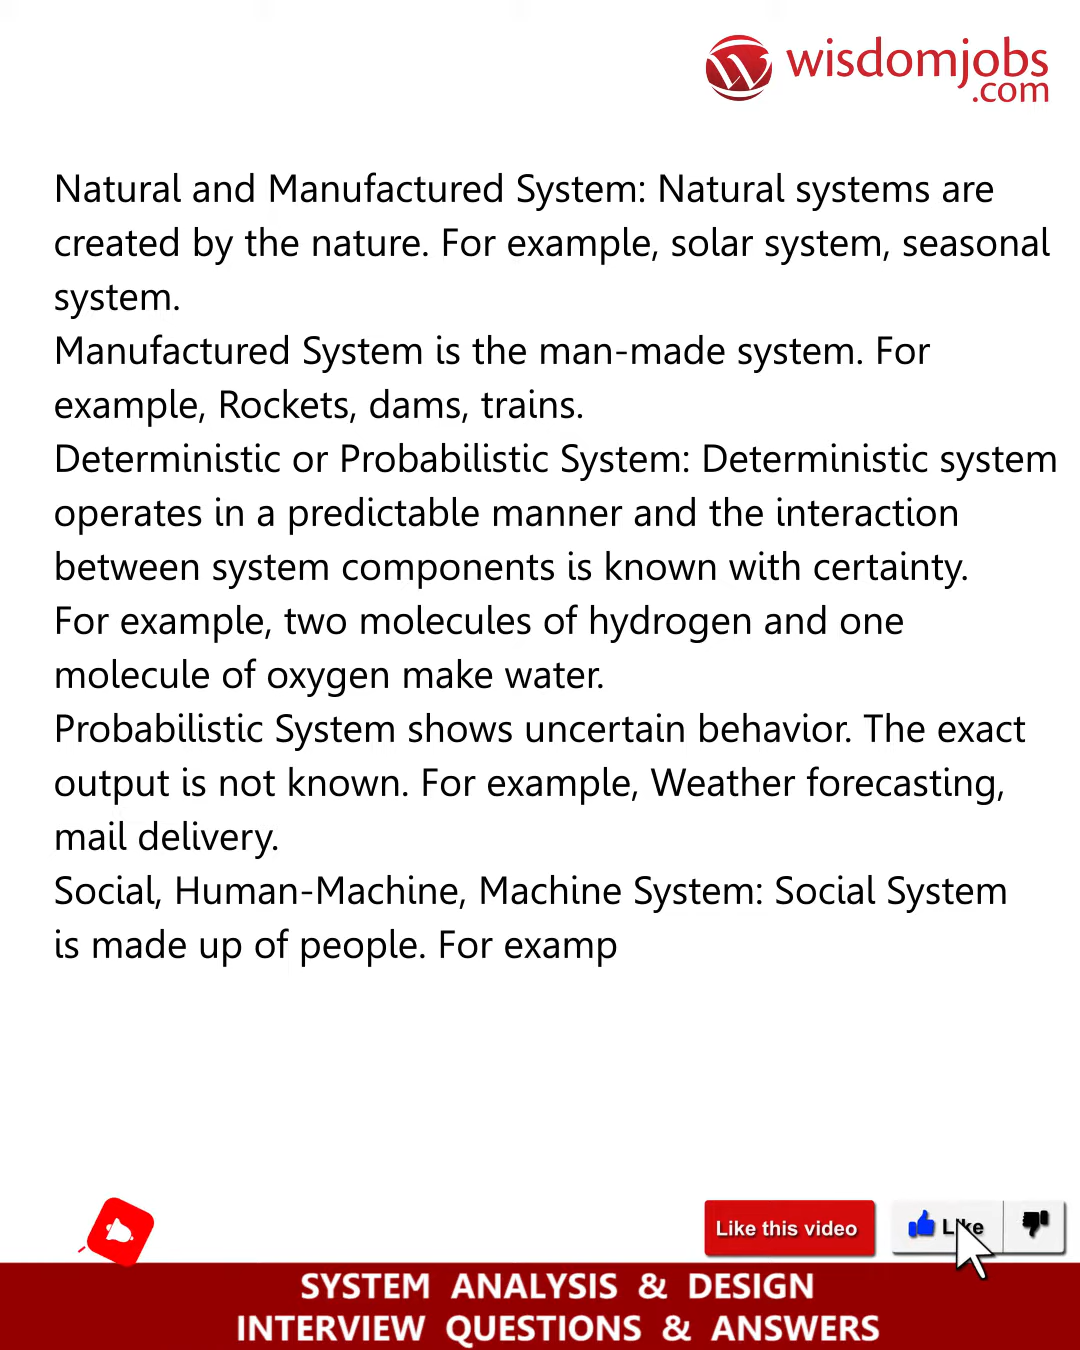 wisdomjobs
.com
Natural and Manufactured System: Natural systems are
created by the nature. For example, solar system, seasonal
system.
Manufactured System is the man-made system. For
example, Rockets, dams, trains.
Deterministic or Probabilistic System: Deterministic system
operates in a predictable manner and the interaction
between system components is known with certainty.
For example, two molecules of hydrogen and one
molecule of oxygen make water.
Probabilistic System shows uncertain behavior. The exact
output is not known. For example, Weather forecasting,
mail delivery.
Social, Human-Machine, Machine System: Social System
is made up of people. For examp
Like this video
Like
SYSTEM ANALYSIS & DESIGN
INTERVIEW QUESTIONS & ANSWERS